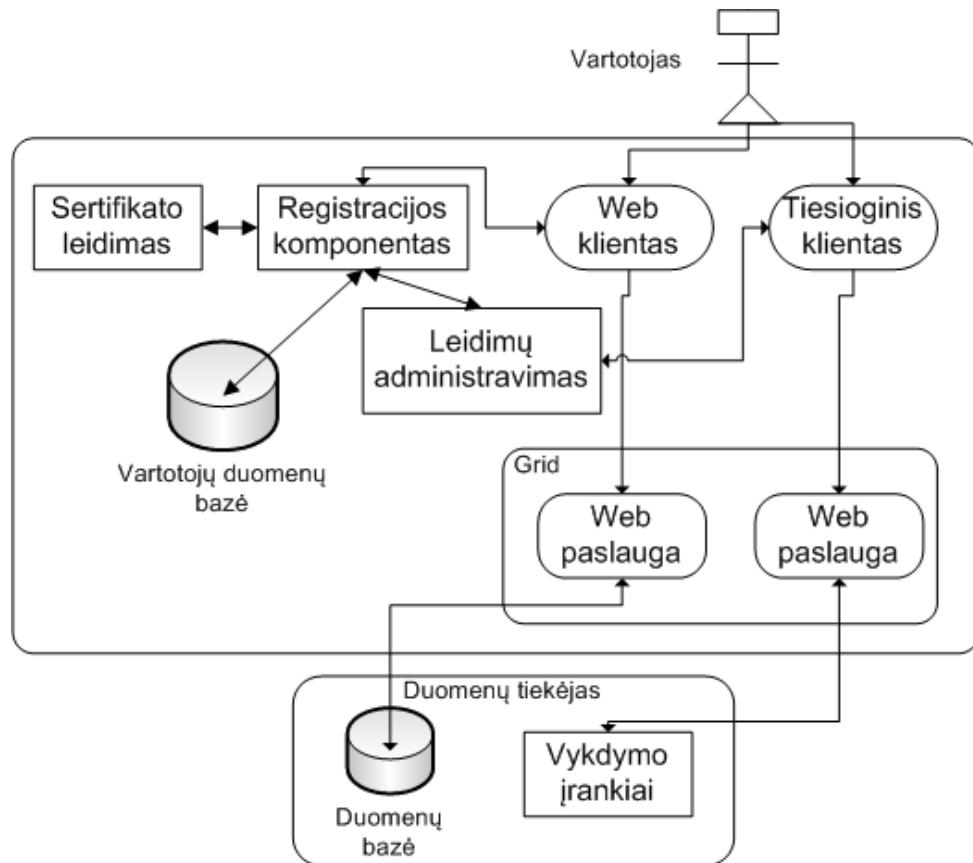 Vartotojas
Sertifikato
leidimas
Registracijos
komponentas
Web
klientas
Tiesioginis
klientas
Leidimų
administravimas
Vartotojų duomenų
bazė
Grid
Web
paslauga
Web
paslauga
Duomenų tiekėjas
Duomenų
bazė
Vykdymo
įrankiai